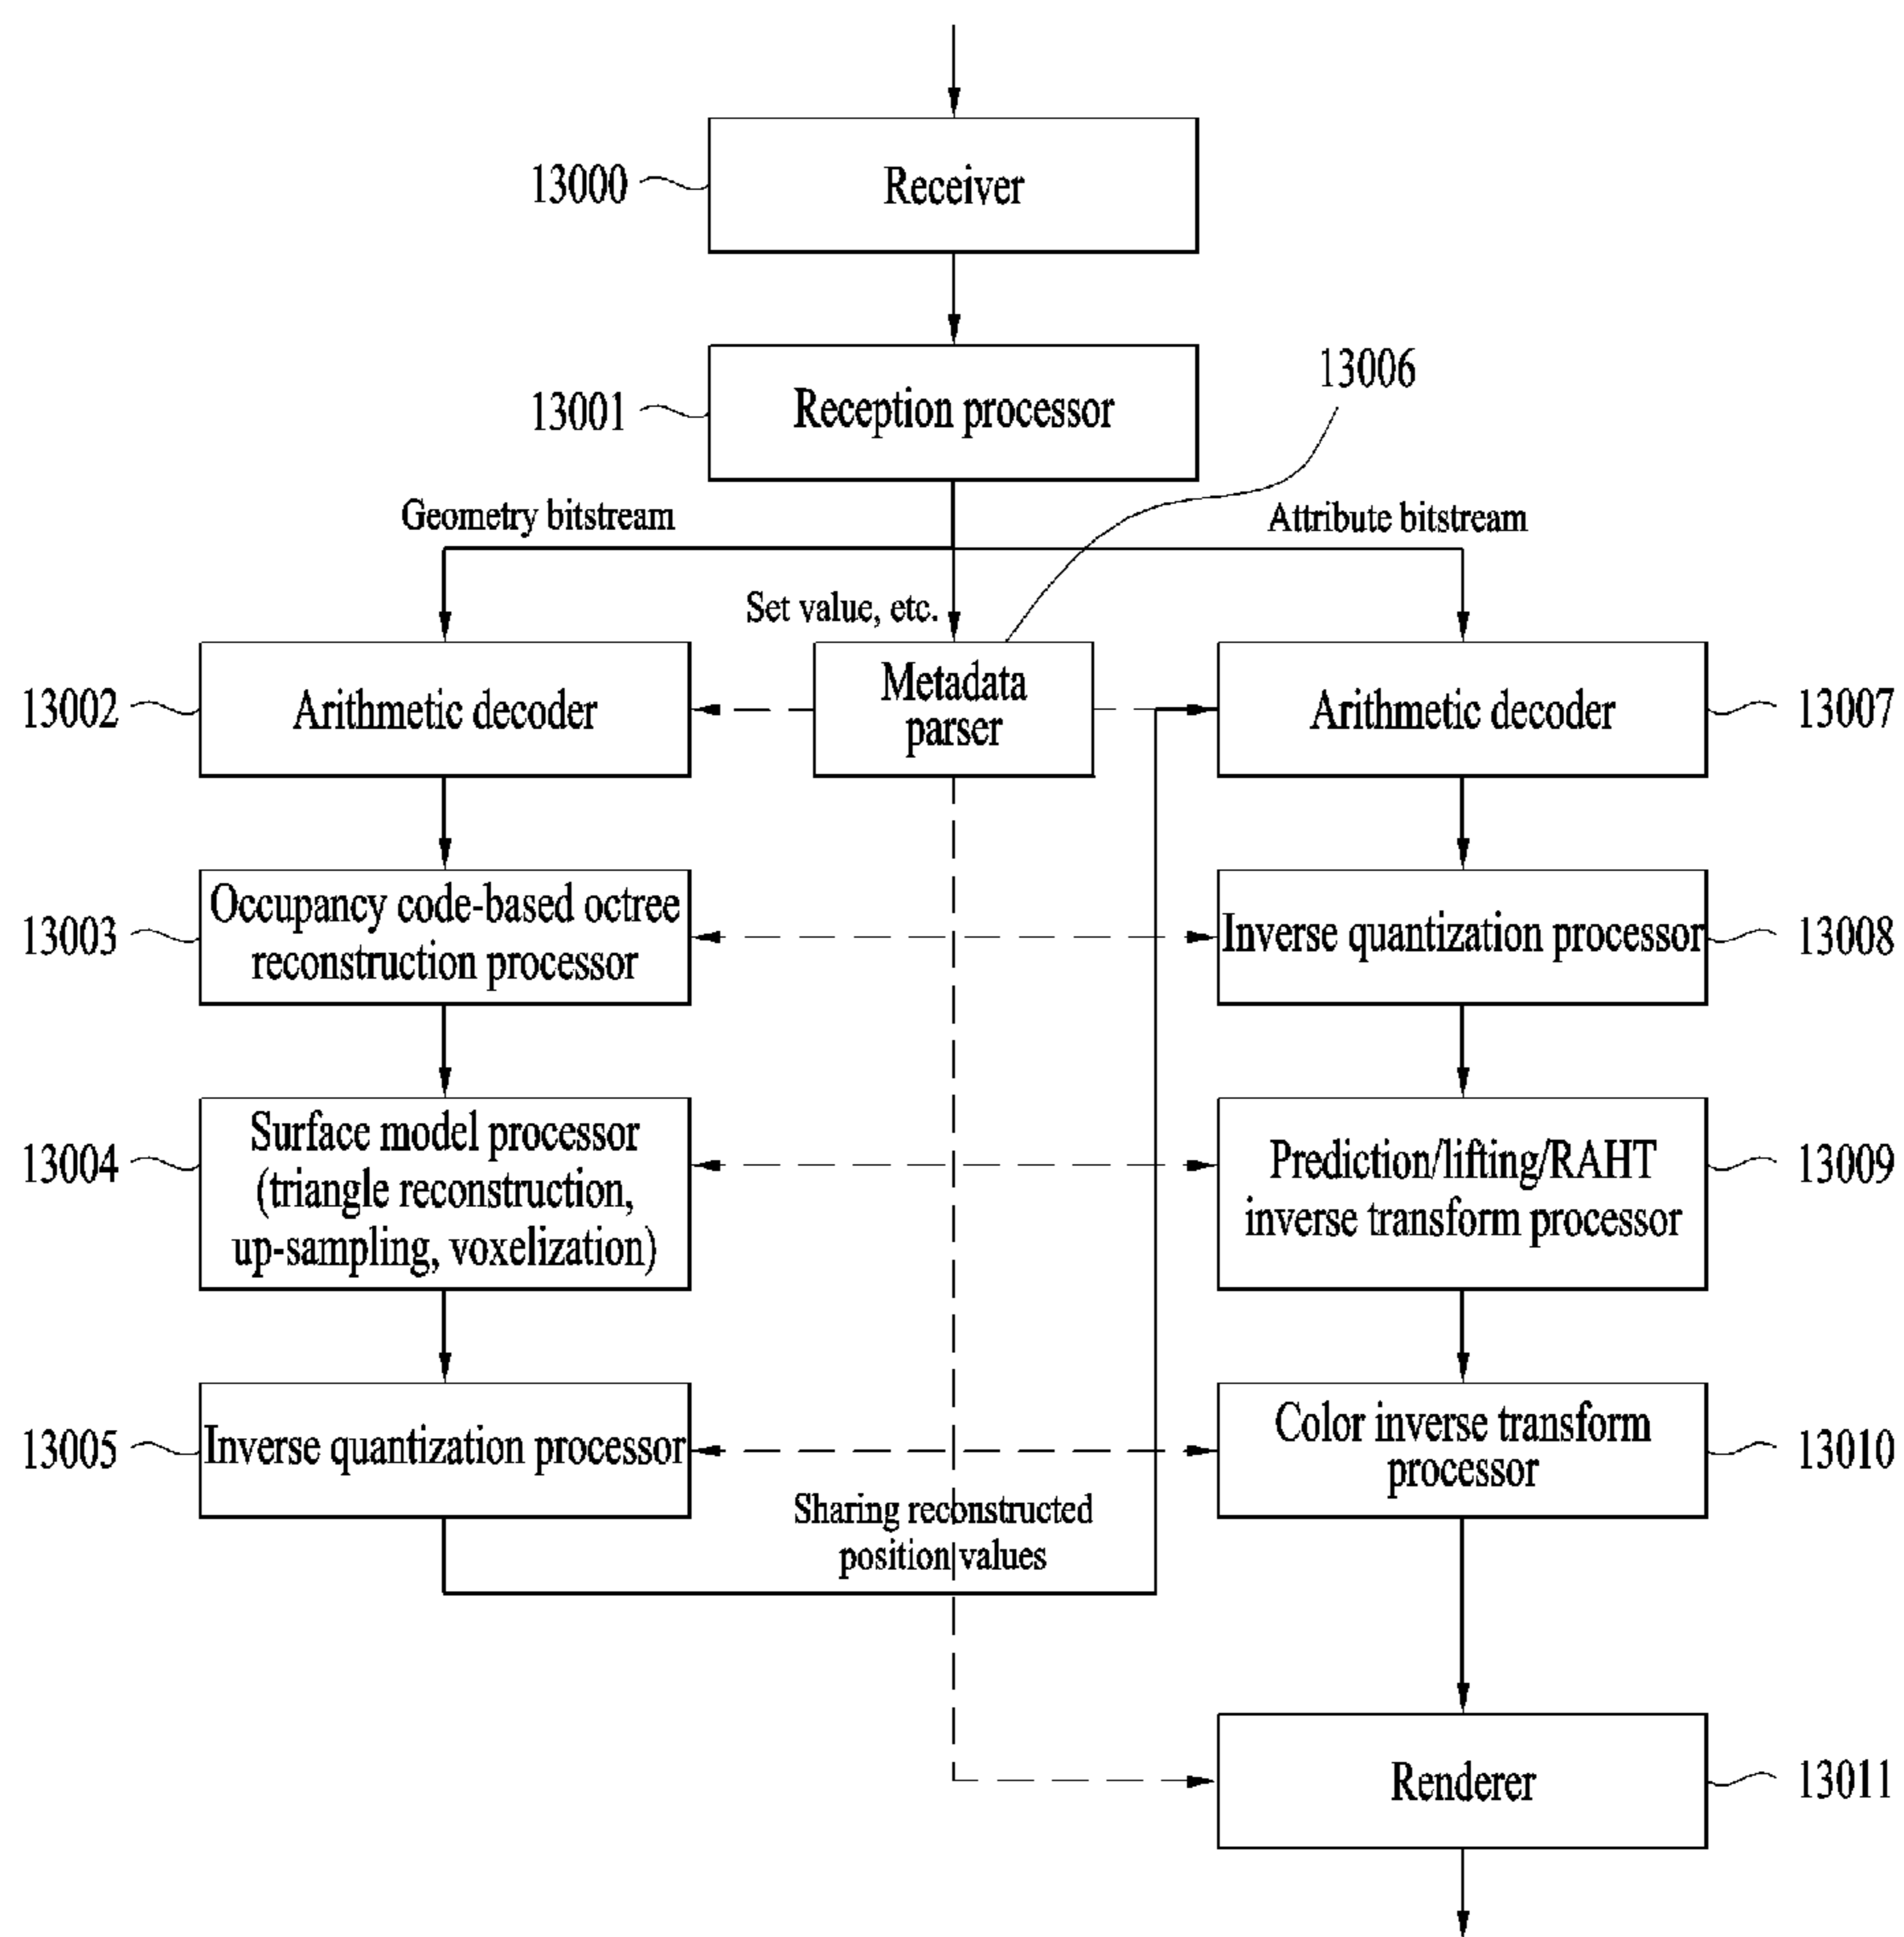 13000
Receiver
13001
Reception processor
13006
Geometry bitstream
Attribute bitstream
Set value, etc.
13002
Arithmetic decoder
Metadata
parser
Arithmetic decoder
13007
13003
Occupancy code-based octree
reconstruction processor
Inverse quantization processor
13008
13004
Surface model processor
(triangle reconstruction,
up-sampling, voxelization)
Prediction/lifting/RAHT
inverse transform processor
13009
13005
Inverse quantization processor
Color inverse transform
processor
13010
Sharing reconstructed
position values
Renderer
13011